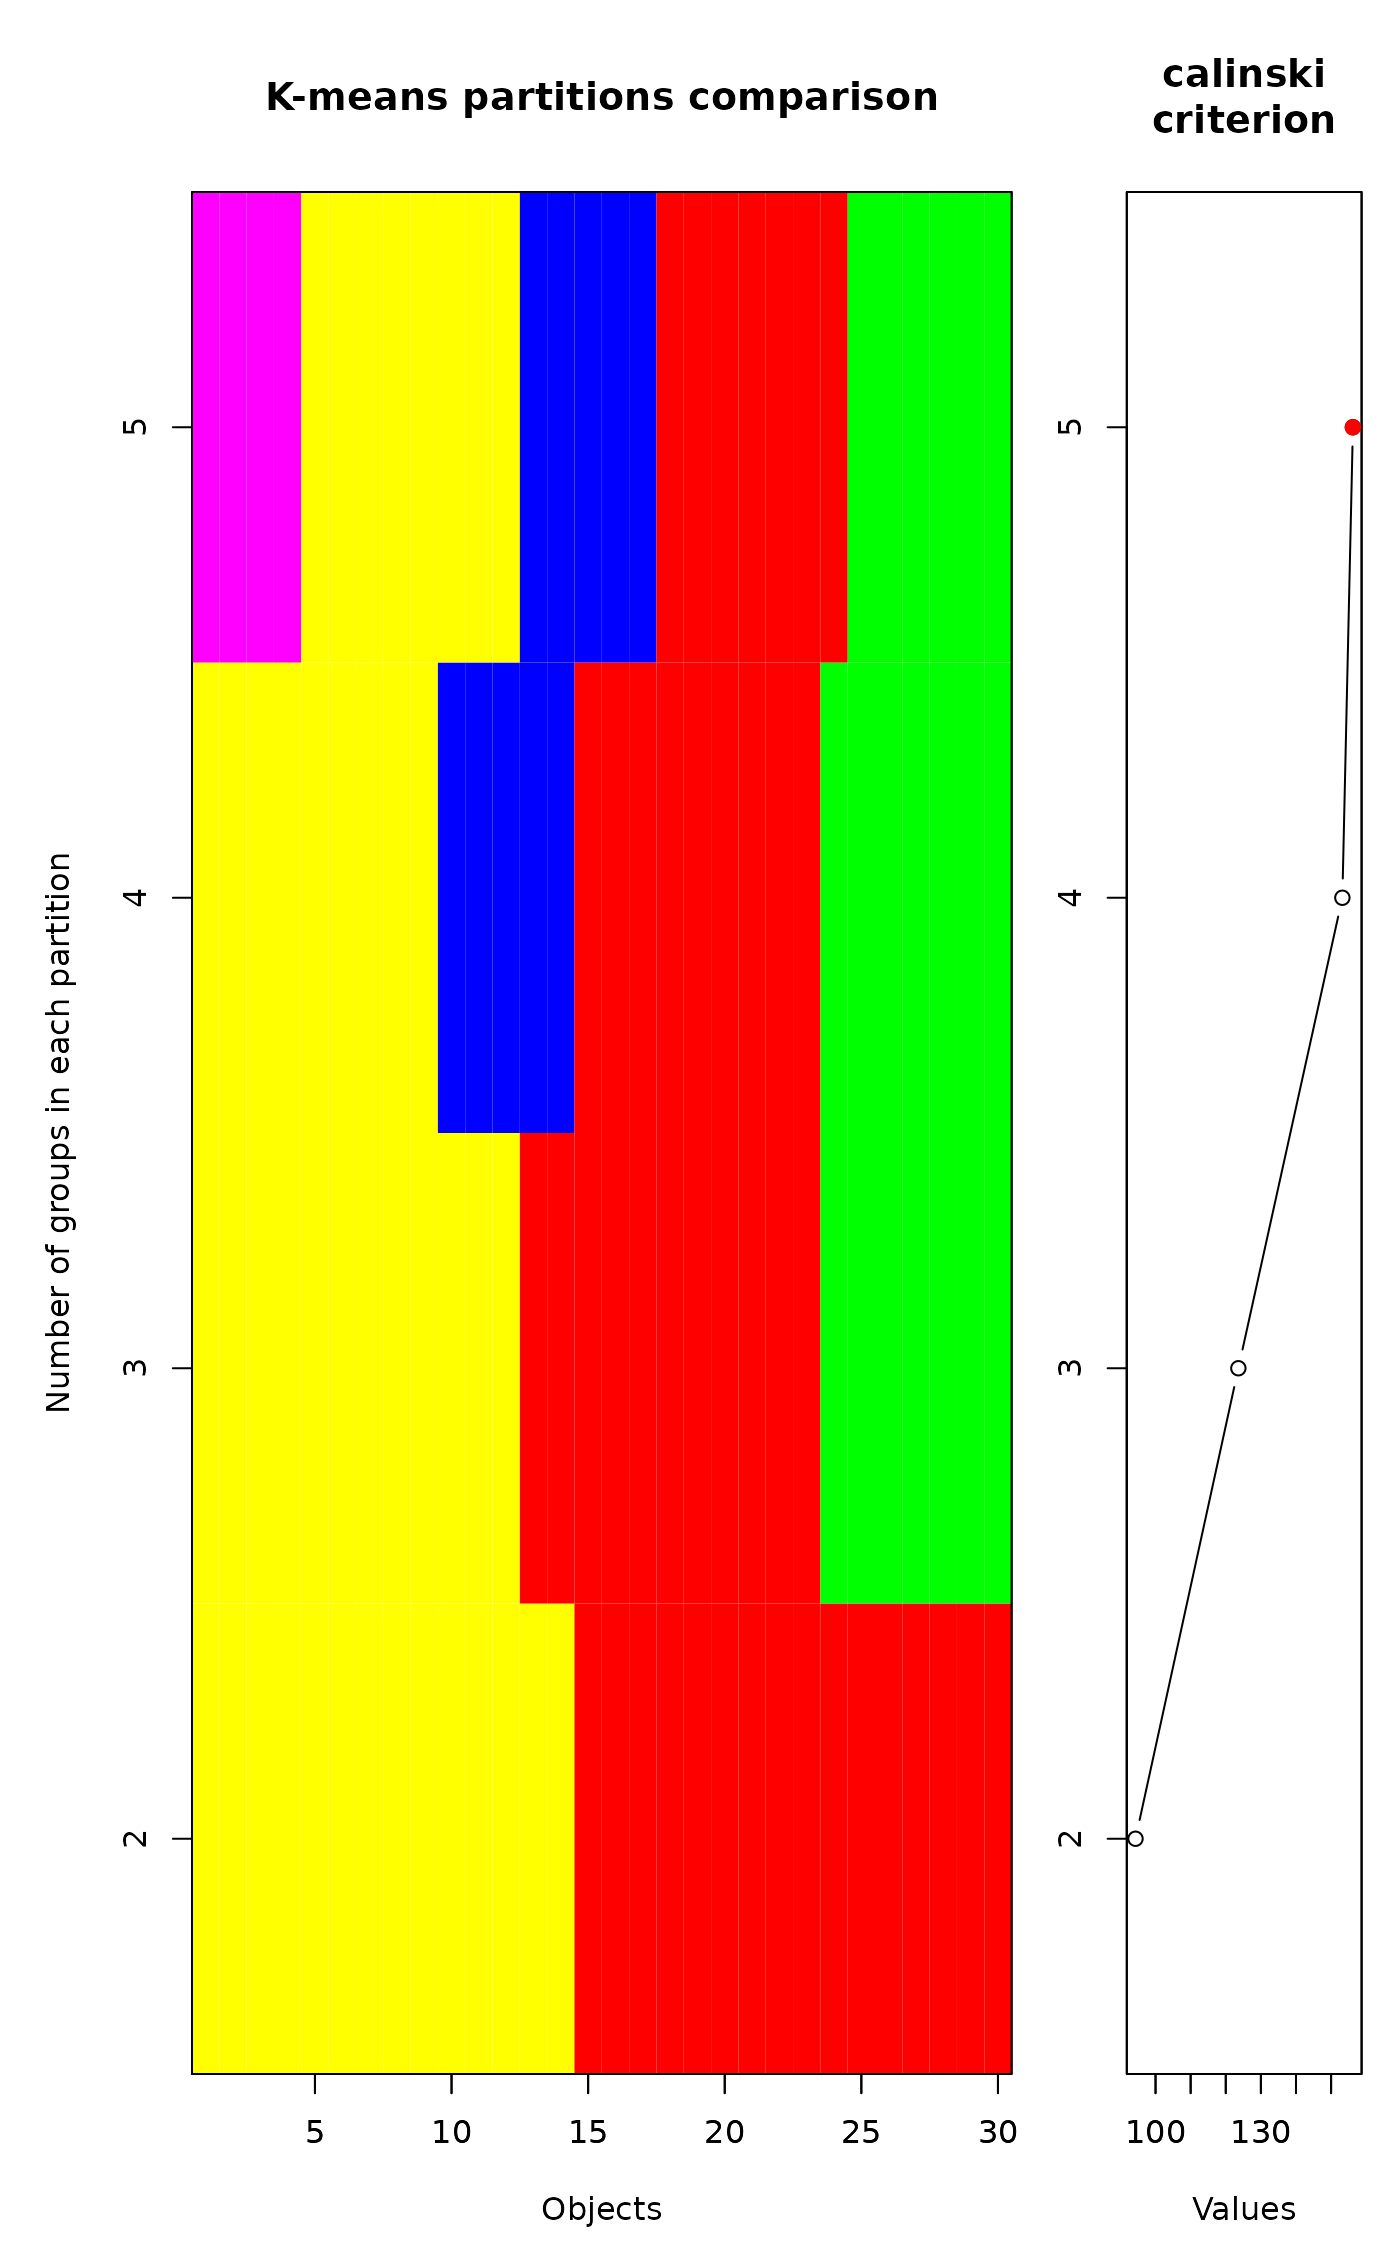 K-means partitions comparison
calinski
criterion
Number of groups in each partition
5
4
3
2
5
4
3
2
5 10 15 20 25 30
100 130
Objects
Values